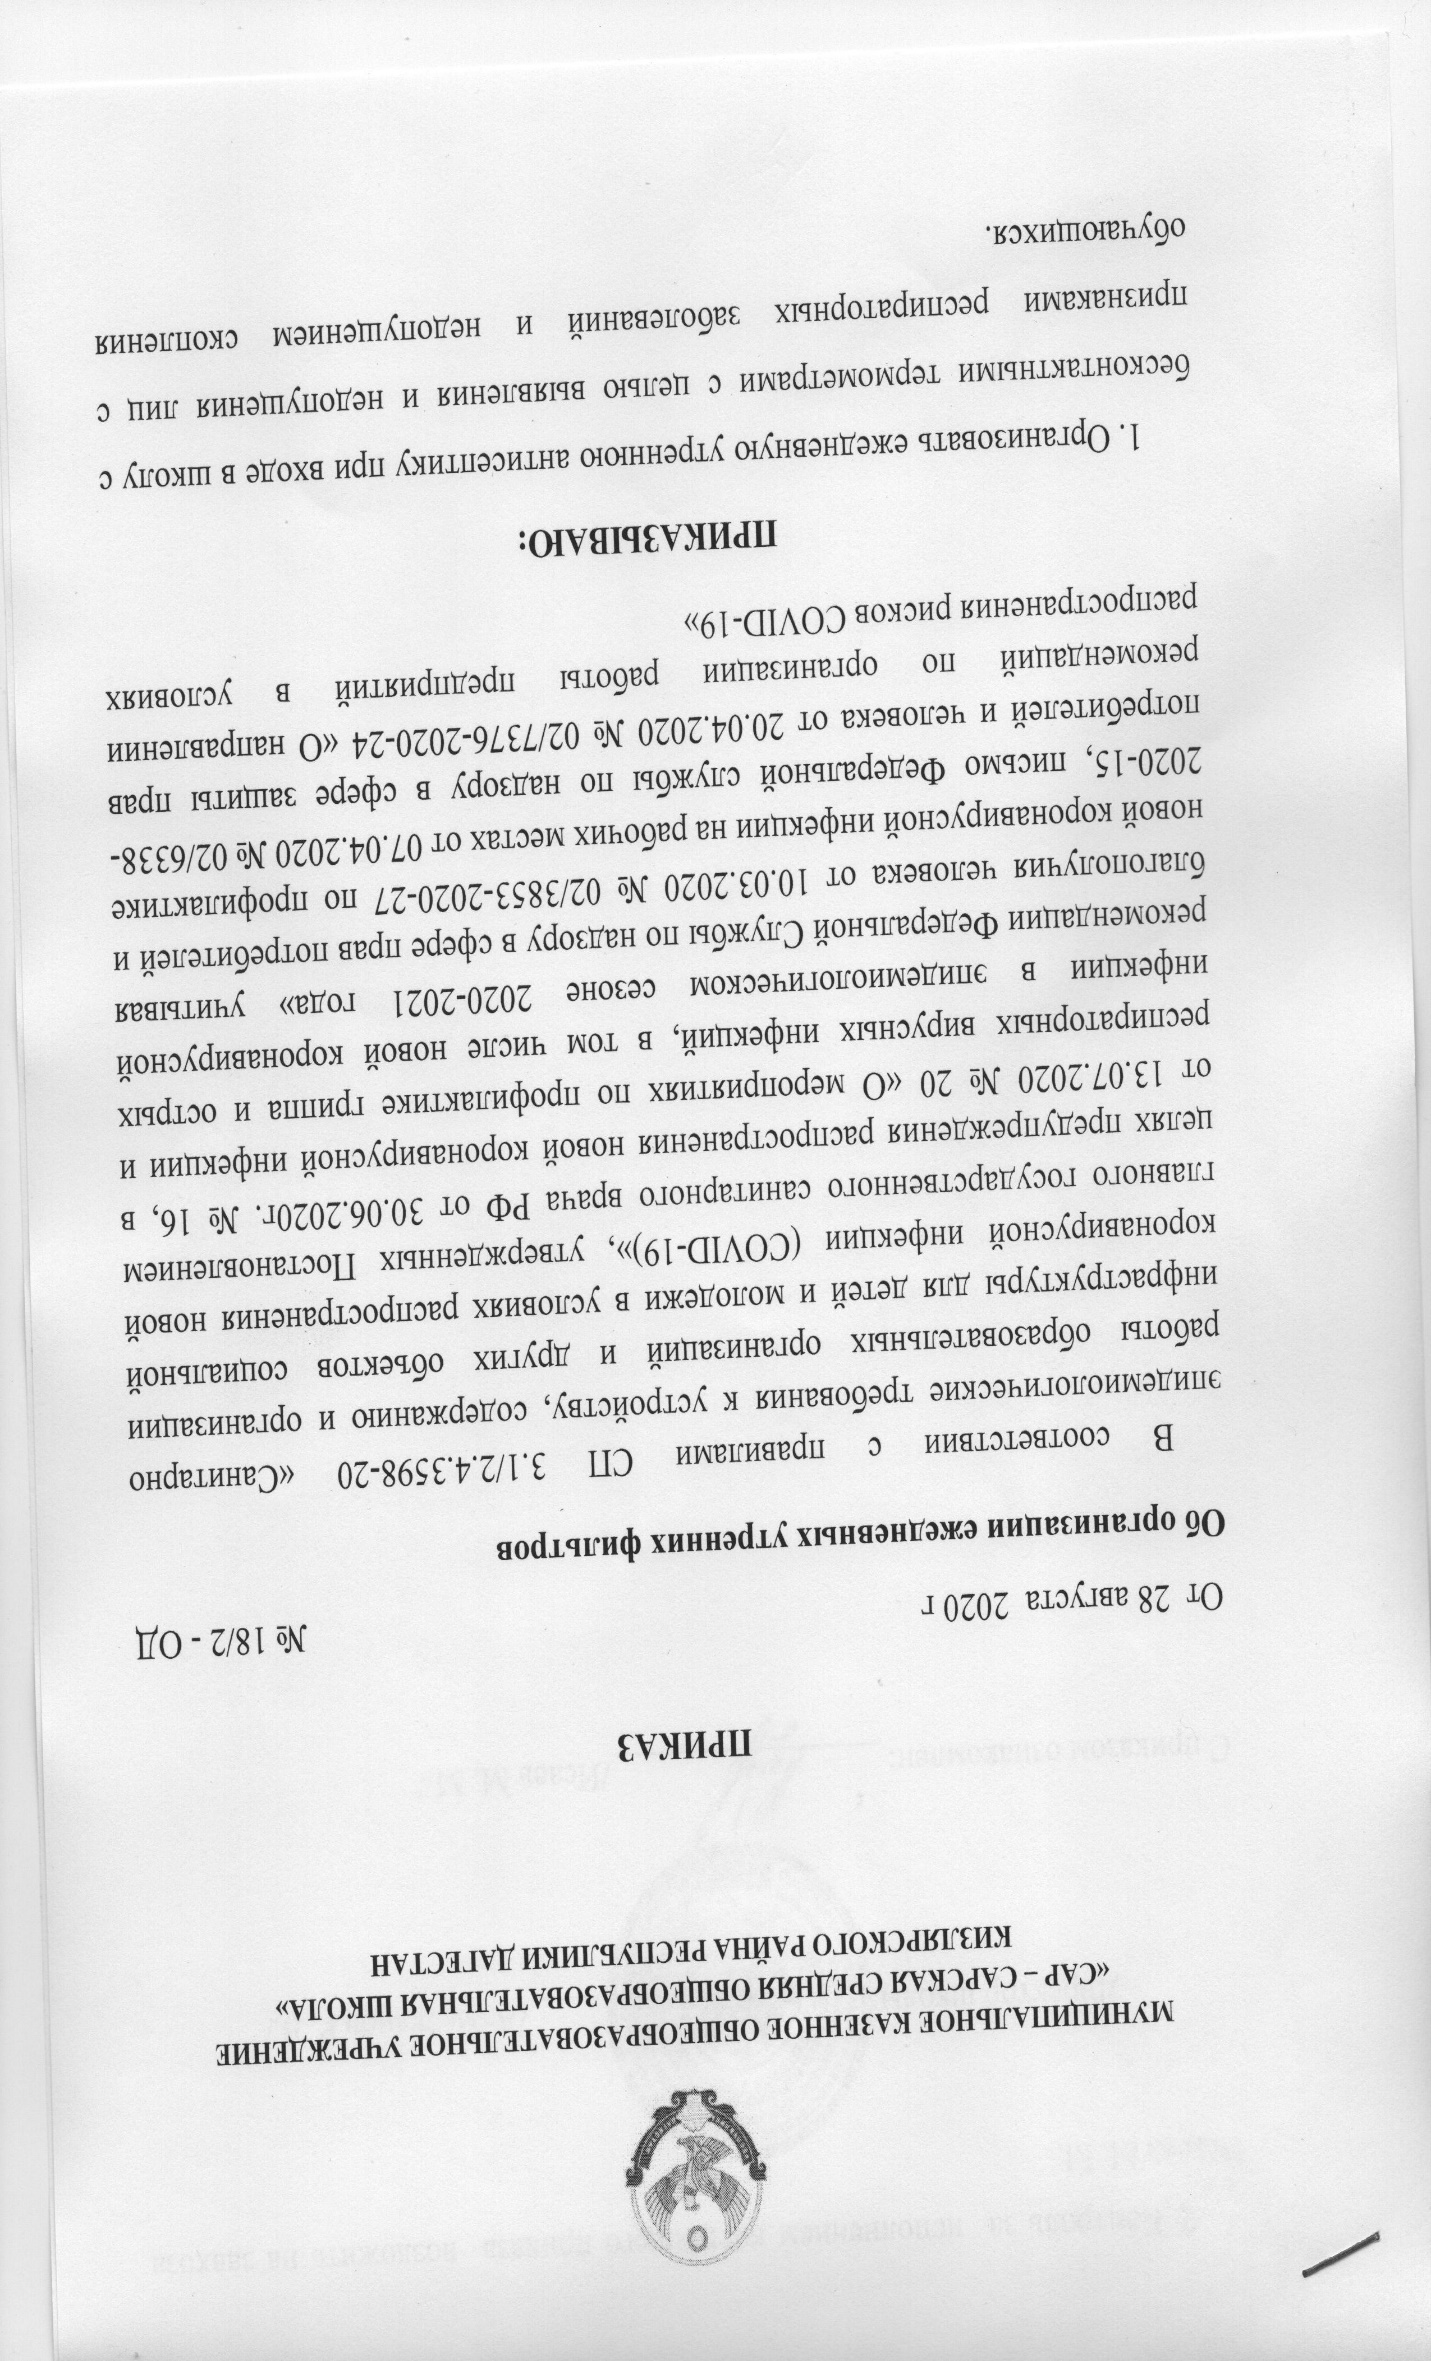 МУНИЦИПАЛЬНОЕ КАЗЕННОЕ ОБЩЕОБРАЗОВАТЕЛЬНОЕ УЧРЕЖДЕНИЕ
«САР – САРСКАЯ СРЕДНЯЯ ОБЩЕОБРАЗОВАТЕЛЬНАЯ ШКОЛА»
КИЗЛЯРСКОГО РАЙНА РЕСПУБЛИКИ ДАГЕСТАН
ПРИКАЗ
От 28 августа 2020 г № 18/2 - ОД
Об организации ежедневных утренних фильтров
В соответствии с правилами СП 3.1/2.4.3598-20 «Санитарно
эпидемиологические требования к устройству, содержанию и организации
работы образовательных организаций и других объектов социальной
инфраструктуры для детей и молодежи в условиях распространения новой
коронавирусной инфекции (COVID-19)», утвержденных Постановлением
главного государственного санитарного врача РФ от 30.06.2020г. № 16, в
целях предупреждения распространения новой коронавирусной инфекции и
от 13.07.2020 № 20 «О мероприятиях по профилактике гриппа и острых
респираторных вирусных инфекций, в том числе новой коронавирусной
инфекции в эпидемиологическом сезоне 2020-2021 года» учитывая
рекомендации Федеральной Службы по надзору в сфере прав потребителей и
благополучия человека от 10.03.2020 № 02/3853-2020-27 по профилактике
новой коронавирусной инфекции на рабочих местах от 07.04.2020 № 02/6338-
2020-15, письмо Федеральной службы по надзору в сфере защиты прав
потребителей и человека от 20.04.2020 № 02/7376-2020-24 «О направлении
рекомендаций по организации работы предприятий в условиях
распространения рисков COVID-19»
ПРИКАЗЫВАЮ:
1. Организовать ежедневную утреннюю антисептику при входе в школу с
бесконтактными термометрами с целью выявления и недопущения лиц с
признаками респираторных заболеваний и недопущением скопления
обучающихся.